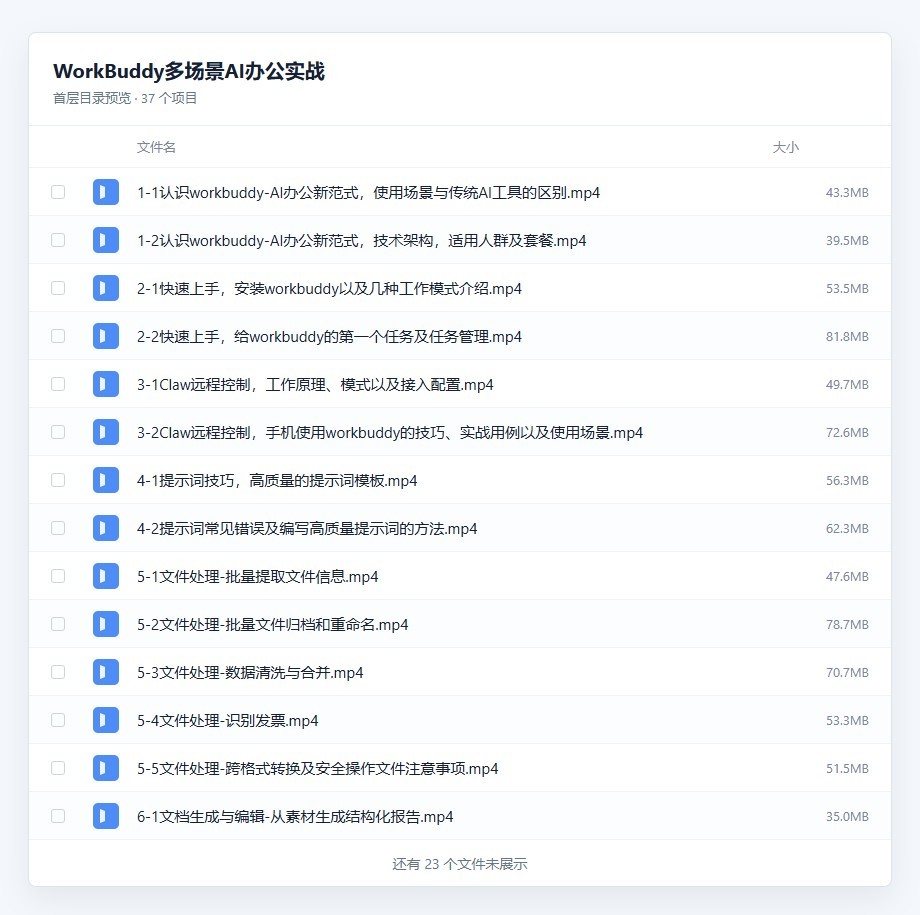 WorkBuddy多场景AI办公实战
首层目录预览 · 37 个项目
文件名 大小
1-1认识workbuddy-AI办公新范式，使用场景与传统AI工具的区别.mp4 43.3MB
1-2认识workbuddy-AI办公新范式，技术架构，适用人群及套餐.mp4 39.5MB
2-1快速上手，安装workbuddy以及几种工作模式介绍.mp4 53.5MB
2-2快速上手，给workbuddy的第一个任务及任务管理.mp4 81.8MB
3-1Claw远程控制，工作原理、模式以及接入配置.mp4 49.7MB
3-2Claw远程控制，手机使用workbuddy的技巧、实战用例以及使用场景.mp4 72.6MB
4-1提示词技巧，高质量的提示词模板.mp4 56.3MB
4-2提示词常见错误及编写高质量提示词的方法.mp4 62.3MB
5-1文件处理-批量提取文件信息.mp4 47.6MB
5-2文件处理-批量文件归档和重命名.mp4 78.7MB
5-3文件处理-数据清洗与合并.mp4 70.7MB
5-4文件处理-识别发票.mp4 53.3MB
5-5文件处理-跨格式转换及安全操作文件注意事项.mp4 51.5MB
6-1文档生成与编辑-从素材生成结构化报告.mp4 35.0MB
还有 23 个文件未展示